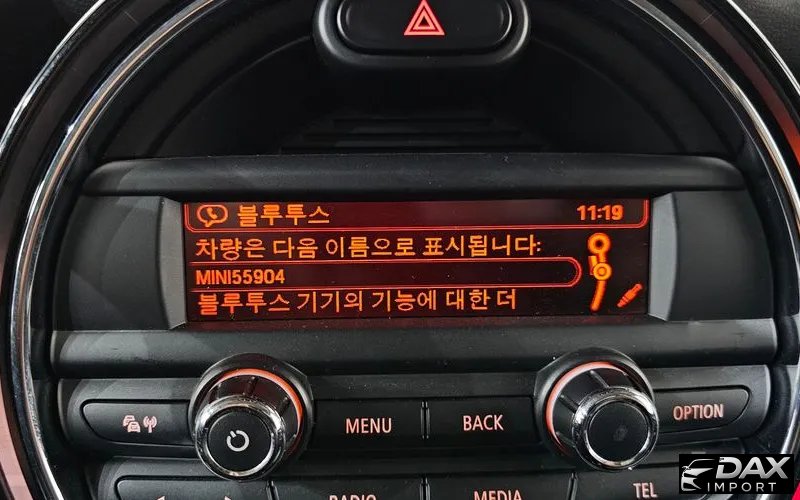 블루투스 11:19
차량은 다음 이름으로 표시됩니다:
MINI55904
블루투스 기기의 기능에 대한 더
MENU BACK OPTION
RADIO MEDIA TEL
DAX
IMPORT